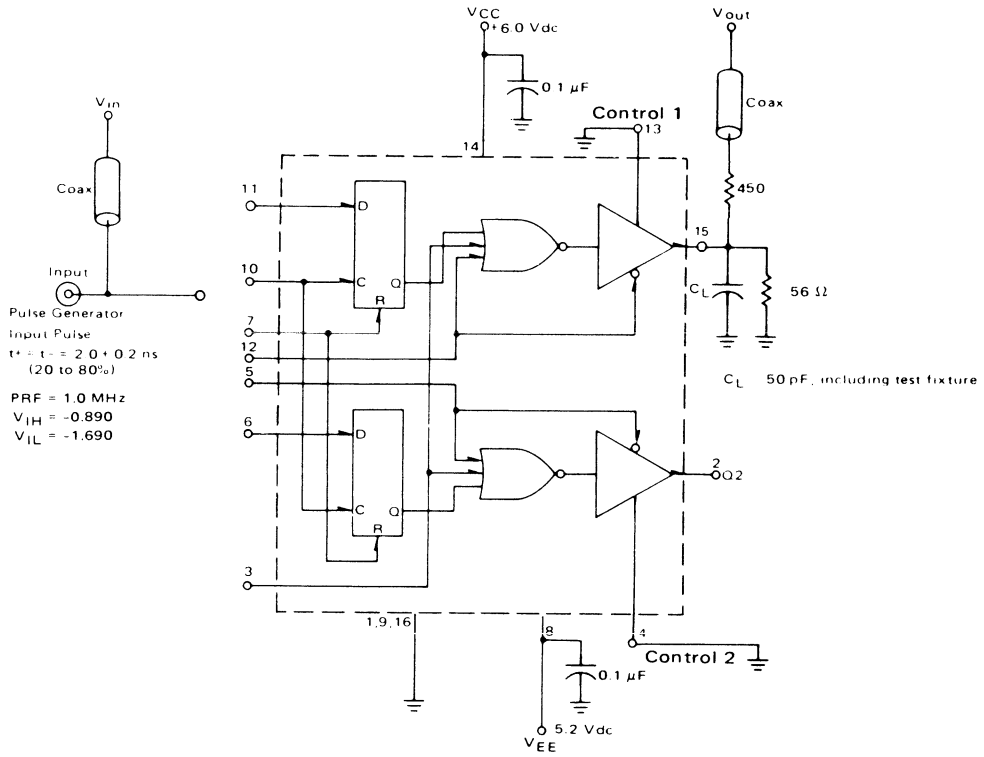 VCC
+6.0 Vdc
0.1 µF
Control 1
13
14
Vout
Coax
450
15
CL
56 Ω
CL 50 pF, including test fixture
Vin
Coax
Input
Pulse Generator
Input Pulse
t+ = t- = 2.0 + 0.2 ns
(20 to 80%)
PRF = 1.0 MHz
VIH = -0.890
VIL = -1.690
11
10
7
12
5
6
3
D
C
Q
R
D
C
Q
R
2
Q2
1,9,16
8
0.1 µF
5.2 Vdc
VEE
4
Control 2